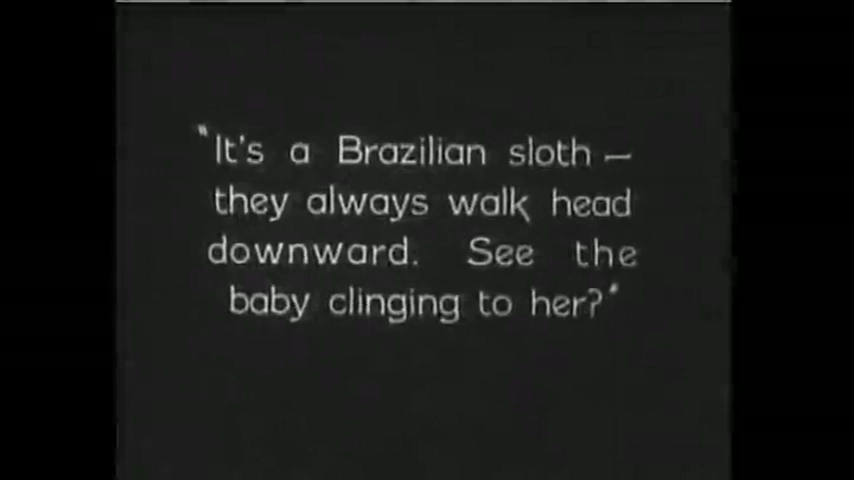 "It's a Brazilian sloth —
they always walk head
downward. See the
baby clinging to her?"